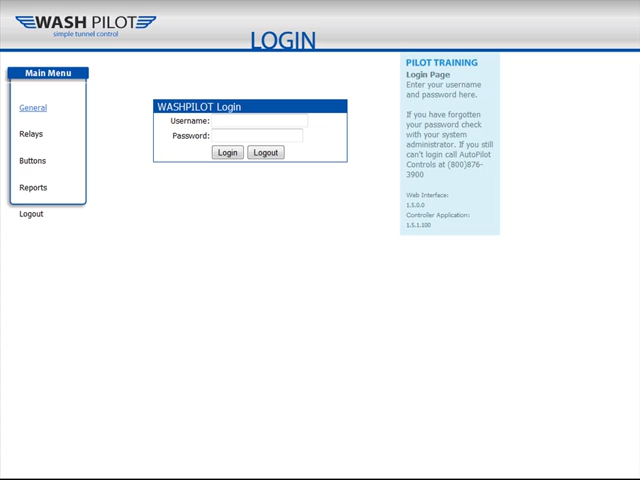 WASH PILOT
simple tunnel control
LOGIN
Main Menu
General
Relays
Buttons
Reports
Logout
WASHPILOT Login
Username:
Password:
Login Logout
PILOT TRAINING
Login Page
Enter your username
and password here.
If you have forgotten
your password check
with your system
administrator. If you still
can't login call AutoPilot
Controls at (800)876-
3900
Web Interface:
1.5.0.0
Controller Application:
1.5.1.100